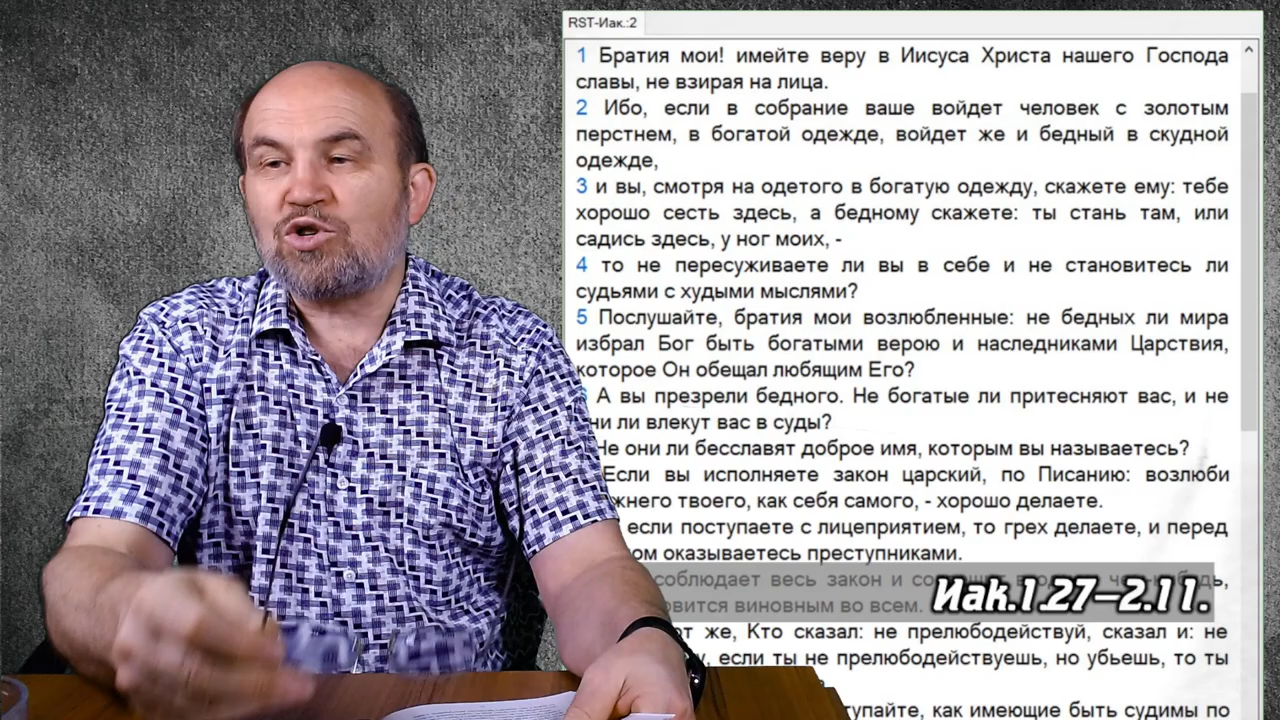 RST-Иак.:2
1 Братия мои! имейте веру в Иисуса Христа нашего Господа
славы, не взирая на лица.
2 Ибо, если в собрание ваше войдет человек с золотым
перстнем, в богатой одежде, войдет же и бедный в скудной
одежде,
3 и вы, смотря на одетого в богатую одежду, скажете ему: тебе
хорошо сесть здесь, а бедному скажете: ты стань там, или
садись здесь, у ног моих, -
4 то не пересуживаете ли вы в себе и не становитесь ли
судьями с худыми мыслями?
5 Послушайте, братия мои возлюбленные: не бедных ли мира
избрал Бог быть богатыми верою и наследниками Царствия,
которое Он обещал любящим Его?
А вы презрели бедного. Не богатые ли притесняют вас, и не
ни ли влекут вас в суды?
Не они ли бесславят доброе имя, которым вы называетесь?
Если вы исполняете закон царский, по Писанию: возлюби
жнего твоего, как себя самого, - хорошо делаете.
если поступаете с лицеприятием, то грех делаете, и перед
ом оказываетесь преступниками.
соблюдает весь закон и
овится виновным во всем.
Иак.1.27–2.11.
от же, Кто сказал: не прелюбодействуй, сказал и: не
, если ты не прелюбодействуешь, но убьешь, то ты
тупайте, как имеющие быть судимы по